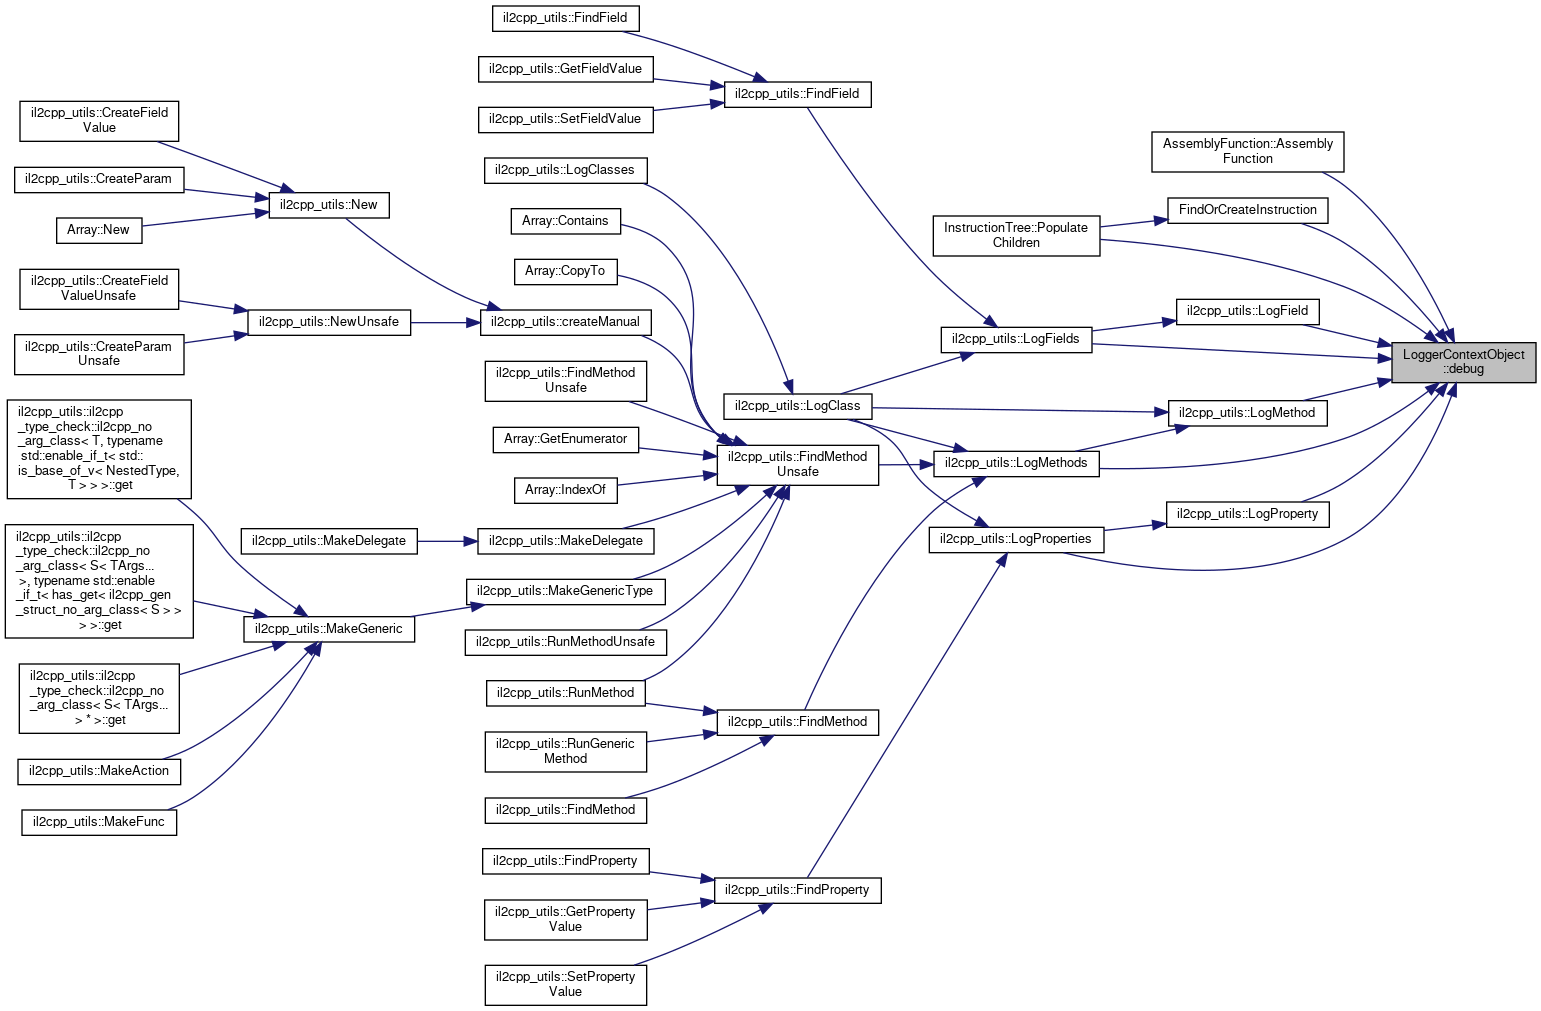 il2cpp_utils::FindField
il2cpp_utils::GetFieldValue
il2cpp_utils::FindField
il2cpp_utils::SetFieldValue
il2cpp_utils::CreateField
Value
il2cpp_utils::CreateParam
il2cpp_utils::New
Array::New
il2cpp_utils::CreateField
ValueUnsafe
il2cpp_utils::NewUnsafe
il2cpp_utils::CreateParam
Unsafe
il2cpp_utils::LogClasses
Array::Contains
Array::CopyTo
il2cpp_utils::createManual
il2cpp_utils::FindMethod
Unsafe
Array::GetEnumerator
Array::IndexOf
il2cpp_utils::LogClass
il2cpp_utils::FindMethod
Unsafe
AssemblyFunction::Assembly
Function
FindOrCreateInstruction
InstructionTree::Populate
Children
il2cpp_utils::LogField
il2cpp_utils::LogFields
LoggerContextObject
::debug
il2cpp_utils::LogMethod
il2cpp_utils::LogMethods
il2cpp_utils::LogProperty
il2cpp_utils::LogProperties
il2cpp_utils::il2cpp
_type_check::il2cpp_no
_arg_class< T, typename
std::enable_if_t< std::
is_base_of_v< NestedType,
T > > >::get
il2cpp_utils::il2cpp
_type_check::il2cpp_no
_arg_class< S< TArgs...
>, typename std::enable
_if_t< has_get< il2cpp_gen
_struct_no_arg_class< S > >
> >::get
il2cpp_utils::il2cpp
_type_check::il2cpp_no
_arg_class< S< TArgs...
> * >::get
il2cpp_utils::MakeAction
il2cpp_utils::MakeFunc
il2cpp_utils::MakeDelegate
il2cpp_utils::MakeGeneric
il2cpp_utils::MakeDelegate
il2cpp_utils::MakeGenericType
il2cpp_utils::RunMethodUnsafe
il2cpp_utils::RunMethod
il2cpp_utils::FindMethod
il2cpp_utils::RunGeneric
Method
il2cpp_utils::FindMethod
il2cpp_utils::FindProperty
il2cpp_utils::FindProperty
il2cpp_utils::GetProperty
Value
il2cpp_utils::SetProperty
Value